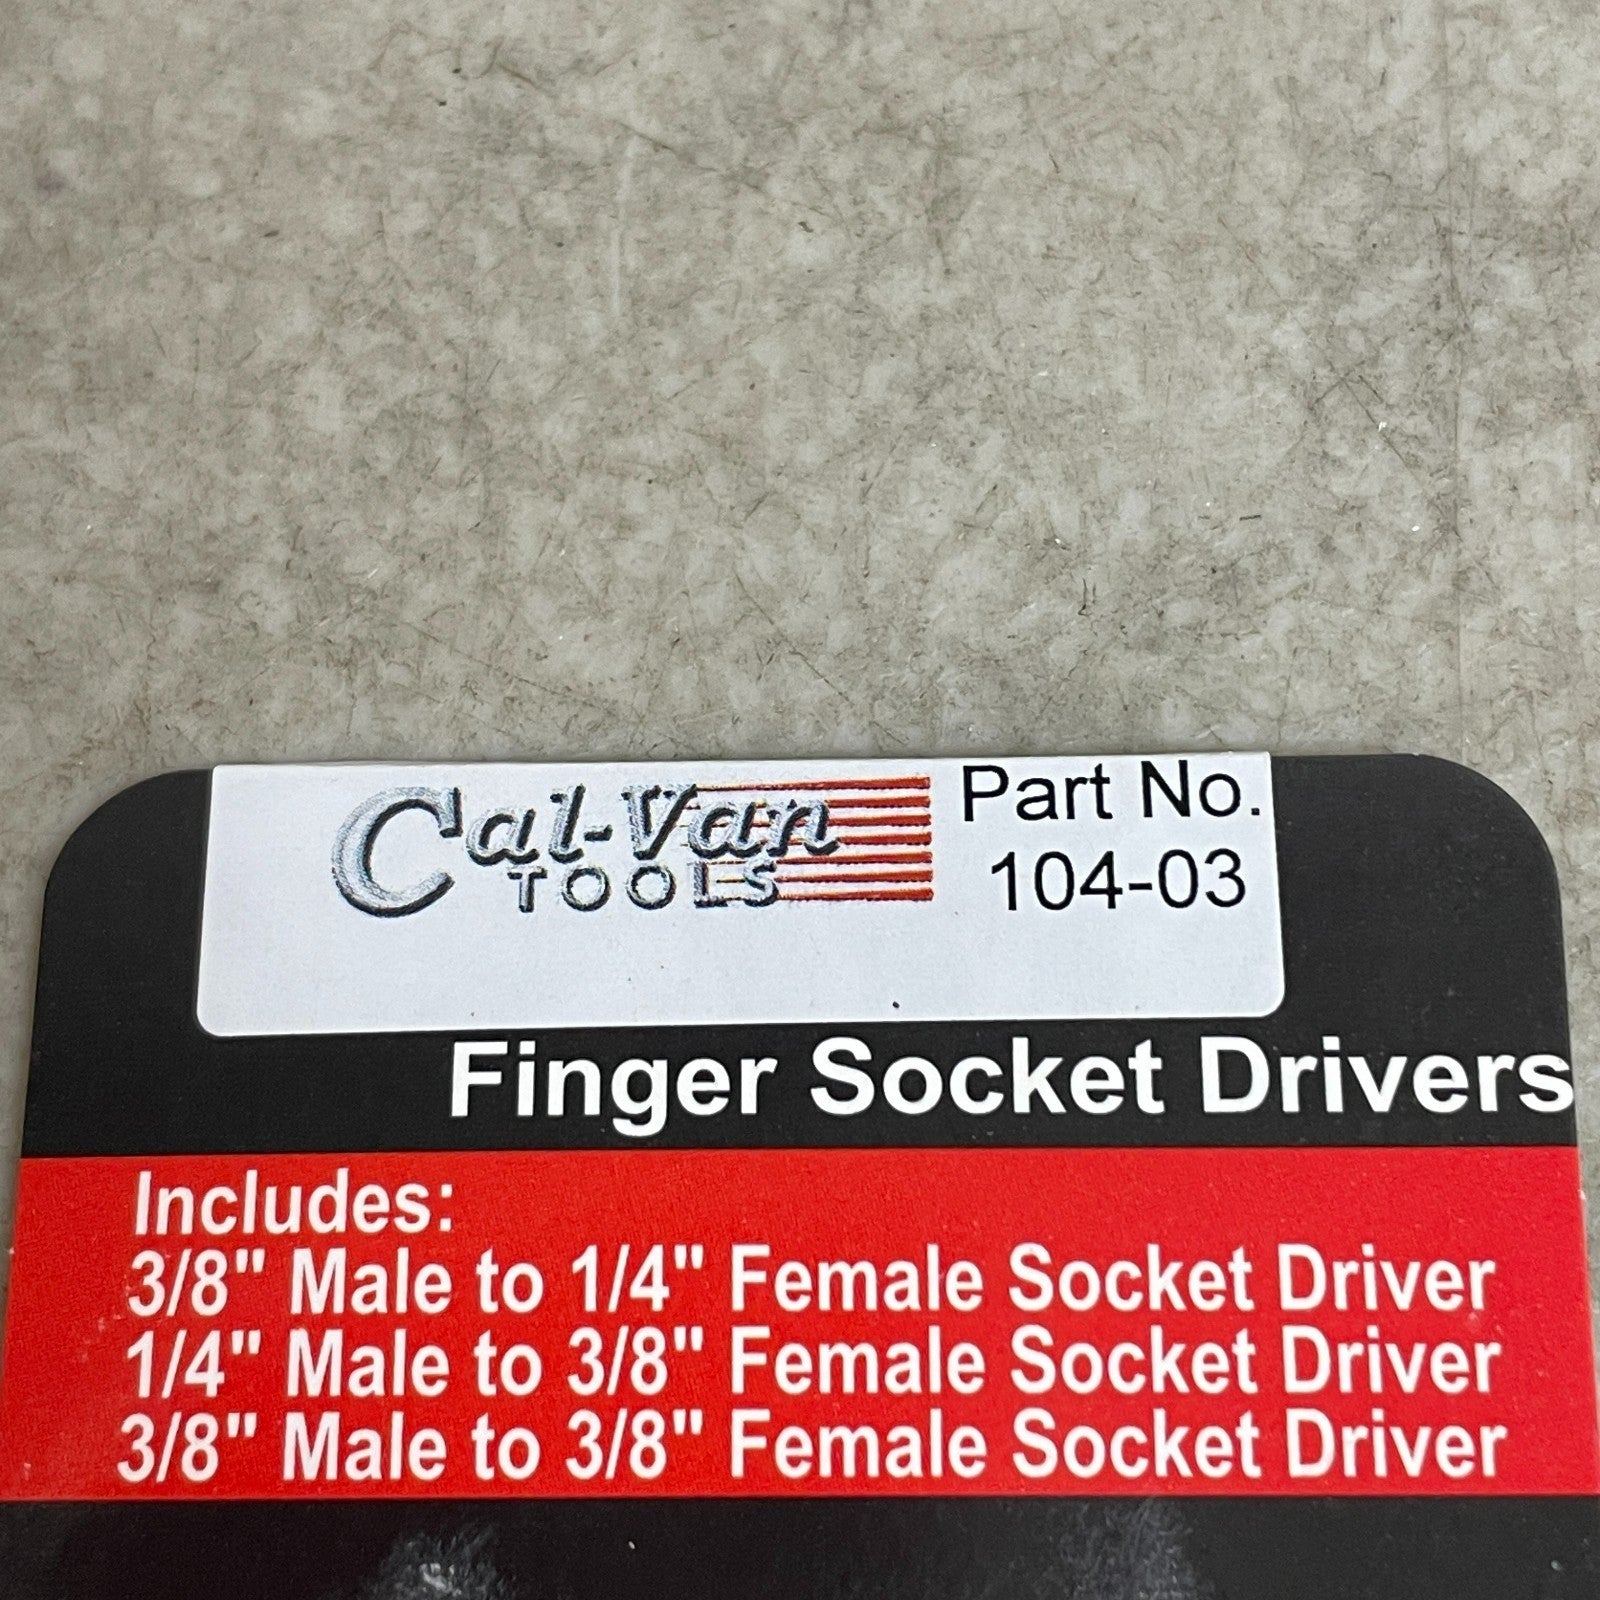 Cal-Van
TOOLS
Part No.
104-03
Finger Socket Drivers
Includes:
3/8" Male to 1/4" Female Socket Driver
1/4" Male to 3/8" Female Socket Driver
3/8" Male to 3/8" Female Socket Driver